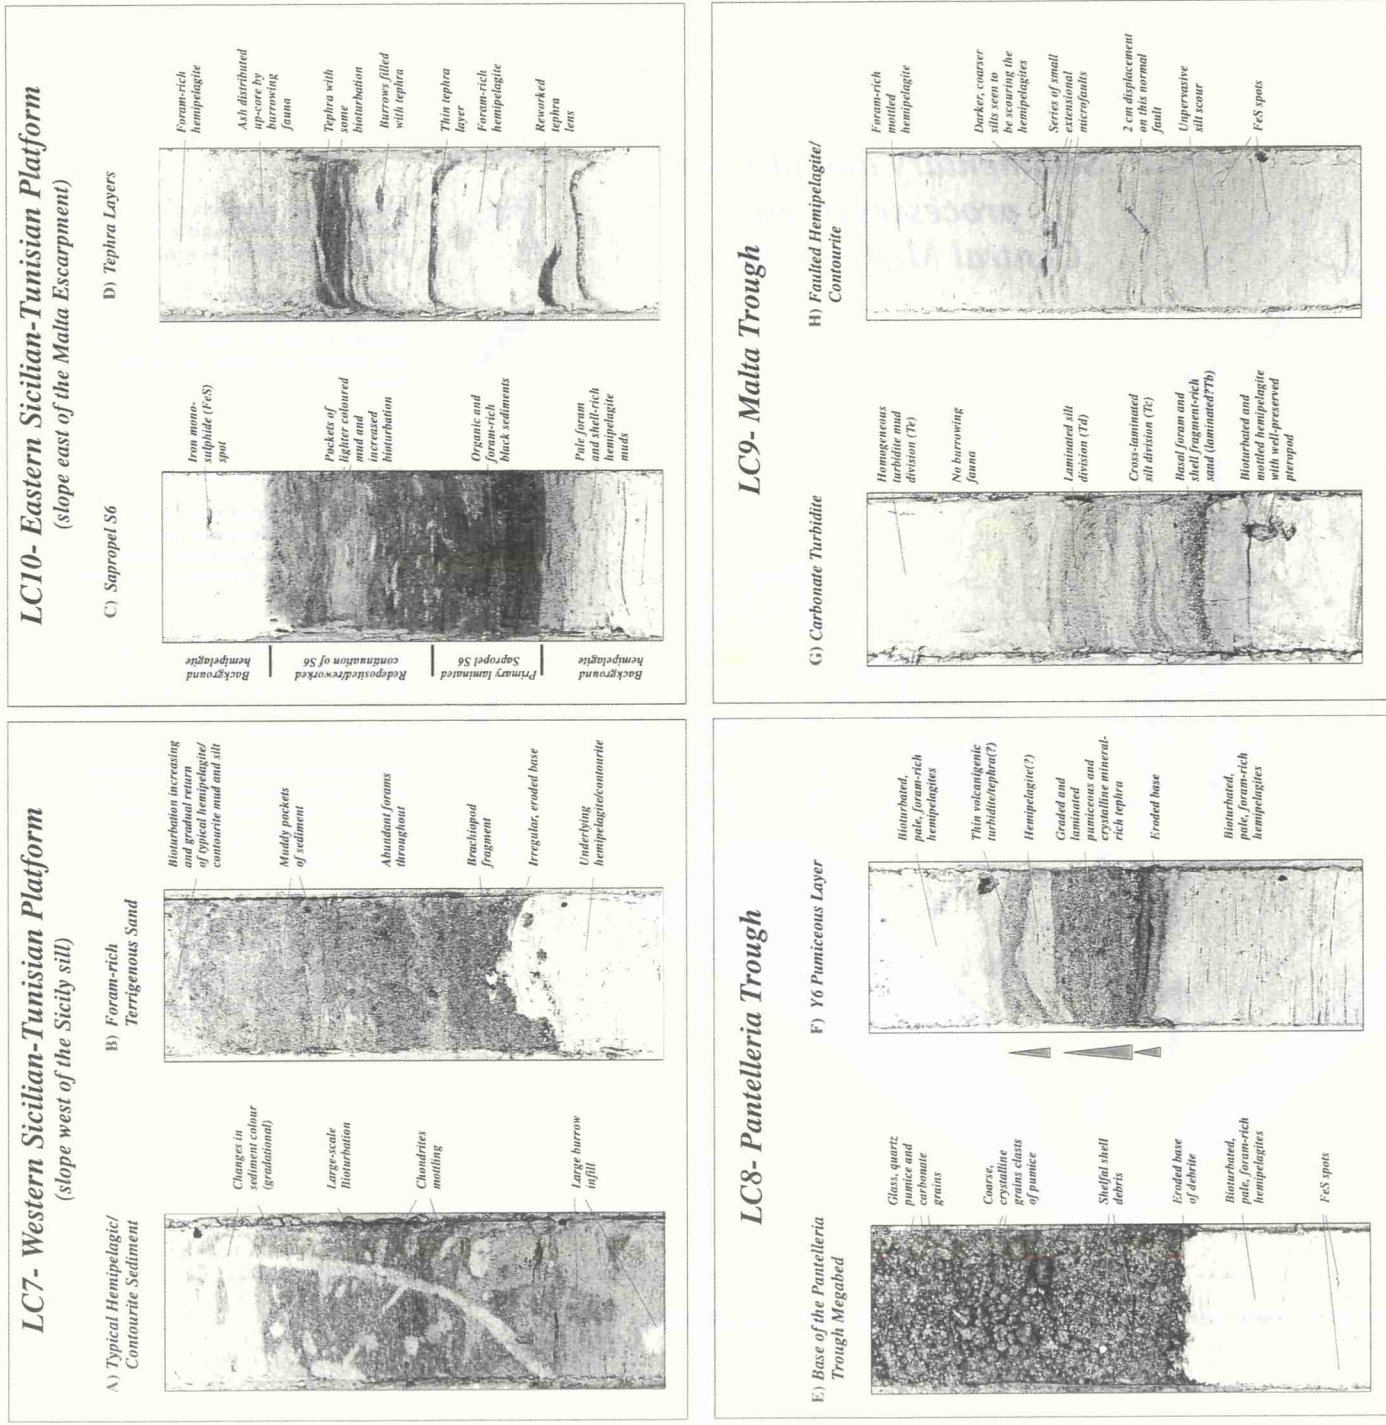 LC7- Western Sicilian-Tunisian Platform
(slope west of the Sicily sill)
A) Typical Hemipelagic/
Contourite Sediment
Changes in
sediment colour
(gradational)
Large-scale
Bioturbation
Chondrites
mottling
Large burrow
infill
B) Foram-rich
Terrigenous Sand
Bioturbation increasing
and gradual return
of typical hemipelagite/
contourite mud and silt
Muddy pockets
of sediment
Abundant forams
throughout
Brachiopod
fragment
Irregular, eroded base
Underlying
hemipelagite/contourite
LC10- Eastern Sicilian-Tunisian Platform
(slope east of the Malta Escarpment)
C) Sapropel S6
Background
hemipelagite
Redeposited/reworked
continuation of S6
Primary laminated
Sapropel S6
Background
hemipelagite
Iron mono-
sulphide (FeS)
spot
Pockets of
lighter coloured
mud and
increased
bioturbation
Organic and
foram-rich
black sediments
Pale foram
and shell-rich
hemipelagite
muds
D) Tephra Layers
Foram-rich
hemipelagite
Ash distributed
up-core by
burrowing
fauna
Tephra with
some
bioturbation
Burrows filled
with tephra
Thin tephra
layer
Foram-rich
hemipelagite
Reworked
tephra
lens
LC8- Pantelleria Trough
E) Base of the Pantelleria
Trough Megabed
Glass, quartz
pumice and
carbonate
grains
Coarse,
crystalline
grains clasts
of pumice
Shelfal shell
debris
Eroded base
of debrite
Bioturbated,
pale, foram-rich
hemipelagites
FeS spots
F) Y6 Pumiceous Layer
Bioturbated,
pale, foram-rich
hemipelagites
Thin volcanigenic
turbidite/tephra(?)
Hemipelagite(?)
Graded and
laminated
pumiceous and
crystalline mineral-
rich tephra
Eroded base
Bioturbated,
pale, foram-rich
hemipelagites
LC9- Malta Trough
G) Carbonate Turbidite
Homogeneous
turbidite mud
division (Te)
No burrowing
fauna
Laminated silt
division (Td)
Cross-laminated
silt division (Tc)
Basal foram and
shell fragment-rich
sand (laminated?Tb)
Bioturbated and
mottled hemipelagite
with well-preserved
pteropod
H) Faulted Hemipelagite/
Contourite
Foram-rich
mottled
hemipelagite
Darker, coarser
silts seen to
be scouring the
hemipelagites
Series of small
extensional
microfaults
2 cm displacement
on this normal
fault
Unpervasive
silt scour
FeS spots